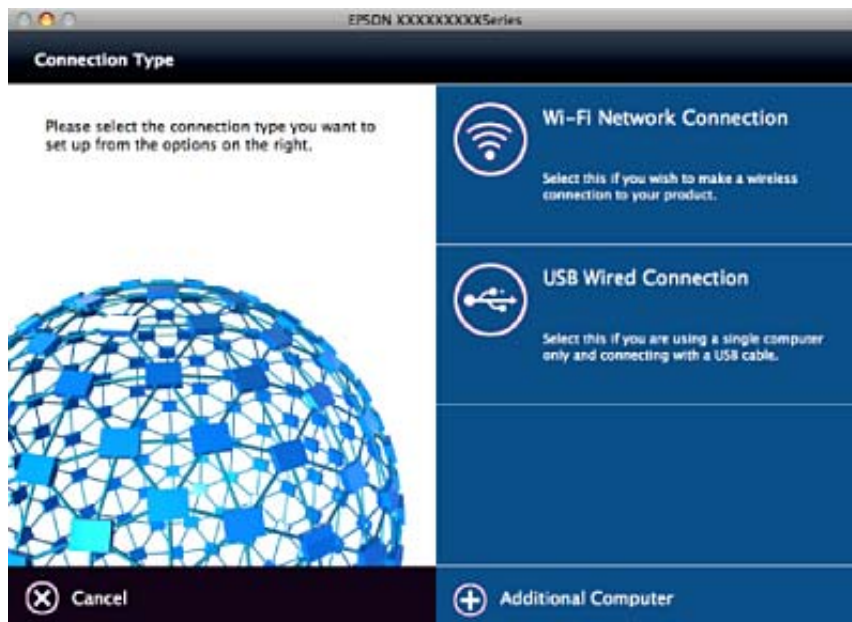 EPSON XXXXXXXXXSeries
Connection Type
Please select the connection type you want to
set up from the options on the right.
Wi-Fi Network Connection
Select this if you wish to make a wireless
connection to your product.
USB Wired Connection
Select this if you are using a single computer
only and connecting with a USB cable.
Cancel
Additional Computer